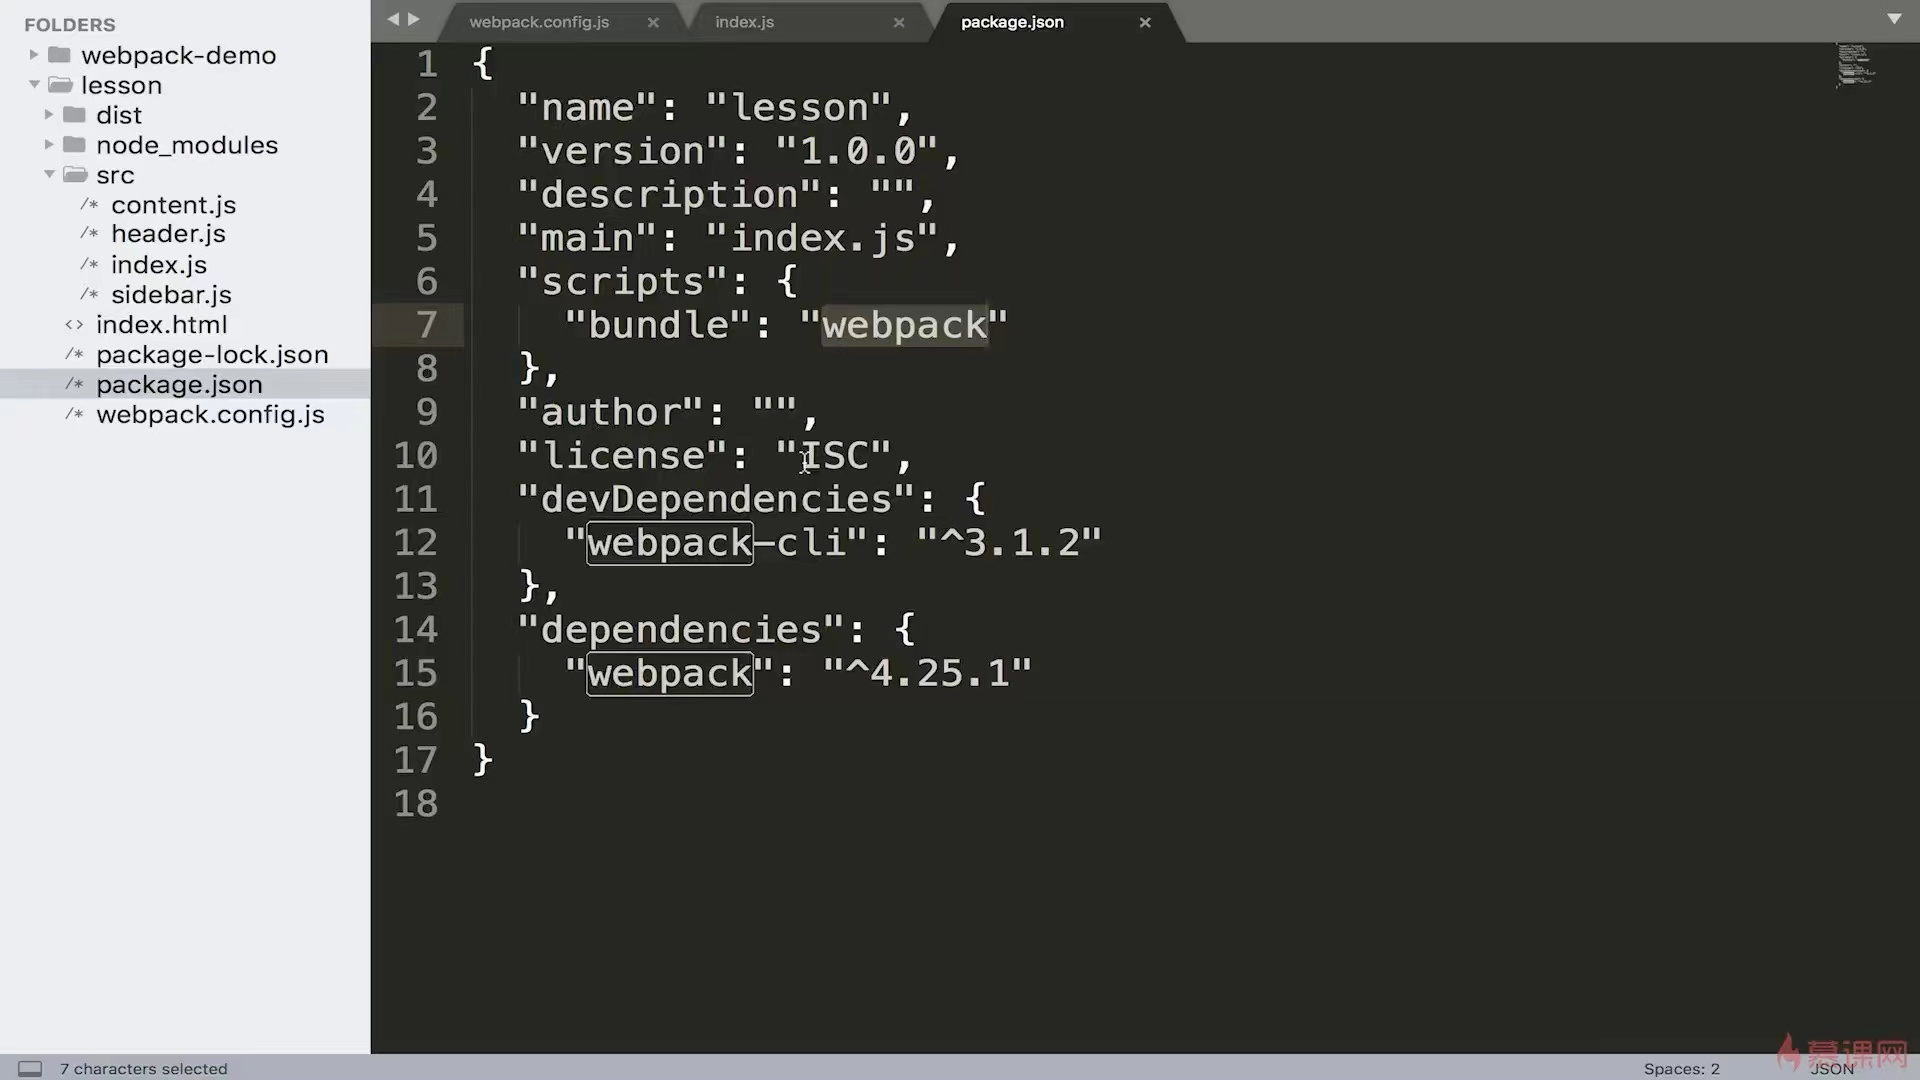 FOLDERS
webpack-demo
lesson
dist
node_modules
src
/* content.js
/* header.js
/* index.js
/* sidebar.js
<> index.html
/* package-lock.json
/* package.json
/* webpack.config.js
webpack.config.js ×
index.js ×
package.json ×
1 {
2 "name": "lesson",
3 "version": "1.0.0",
4 "description": "",
5 "main": "index.js",
6 "scripts": {
7 "bundle": "webpack"
8 },
9 "author": "",
10 "license": "ISC",
11 "devDependencies": {
12 "webpack-cli": "^3.1.2"
13 },
14 "dependencies": {
15 "webpack": "^4.25.1"
16 }
17 }
18
7 characters selected
Spaces: 2
JSON
慕课网